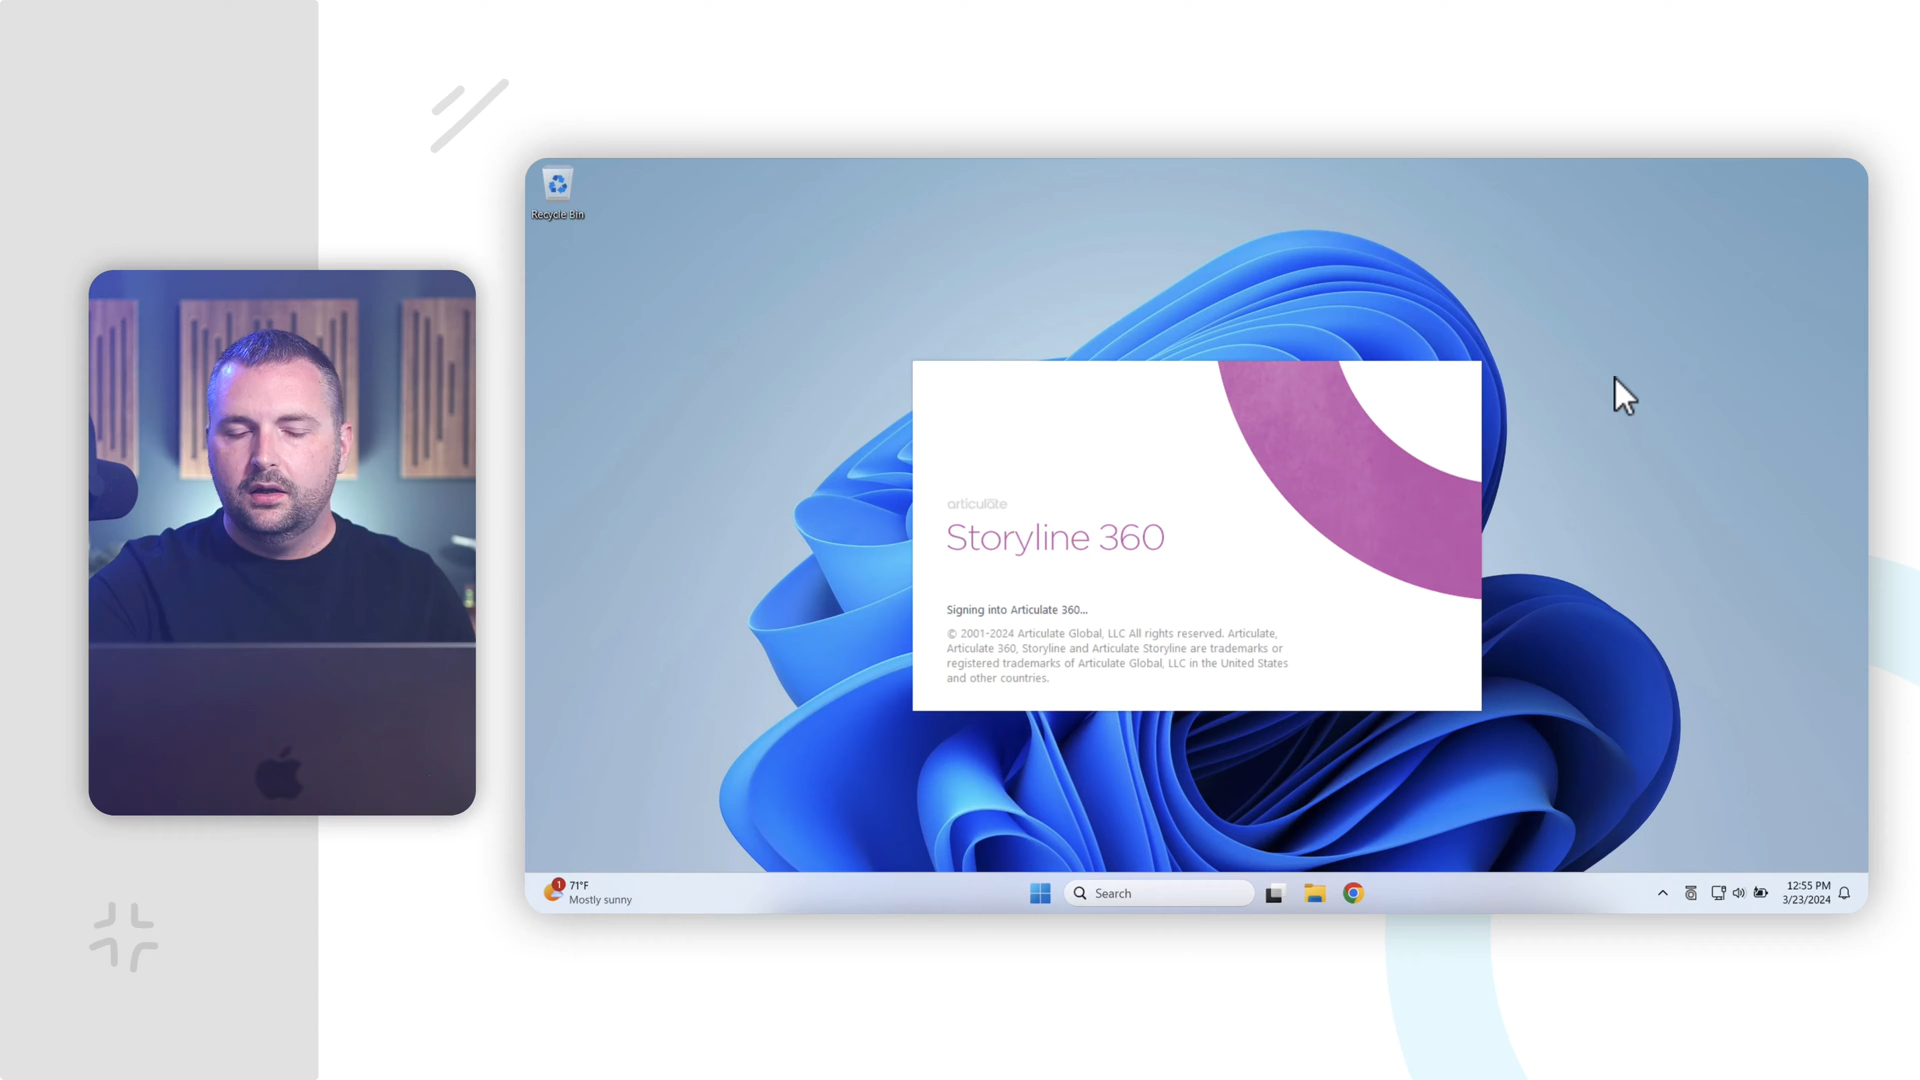 Recycle Bin
articulate
Storyline 360
Signing into Articulate 360...
© 2001-2024 Articulate Global, LLC All rights reserved. Articulate,
Articulate 360, Storyline and Articulate Storyline are trademarks or
registered trademarks of Articulate Global, LLC in the United States
and other countries.
1
71°F
Mostly sunny
Search
12:55 PM
3/23/2024